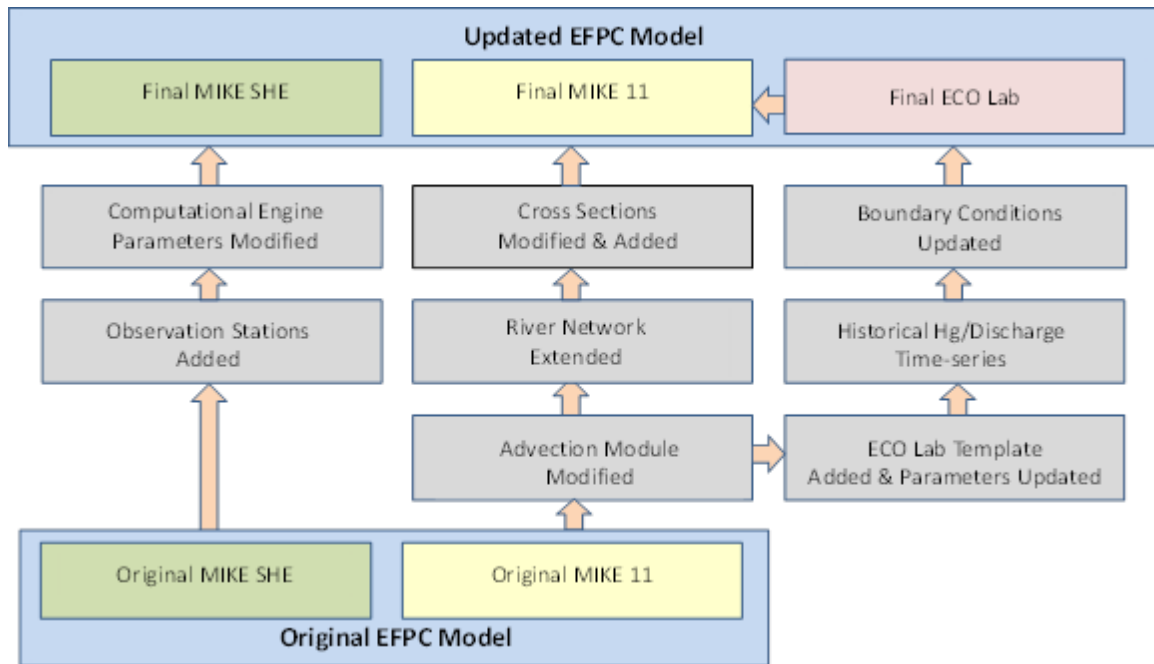 Updated EFPC Model
Final MIKE SHE
Final MIKE 11
Final ECO Lab
Computational Engine
Parameters Modified
Cross Sections
Modified & Added
Boundary Conditions
Updated
Observation Stations
Added
River Network
Extended
Historical Hg/Discharge
Time-series
Advection Module
Modified
ECO Lab Template
Added & Parameters Updated
Original MIKE SHE
Original MIKE 11
Original EFPC Model